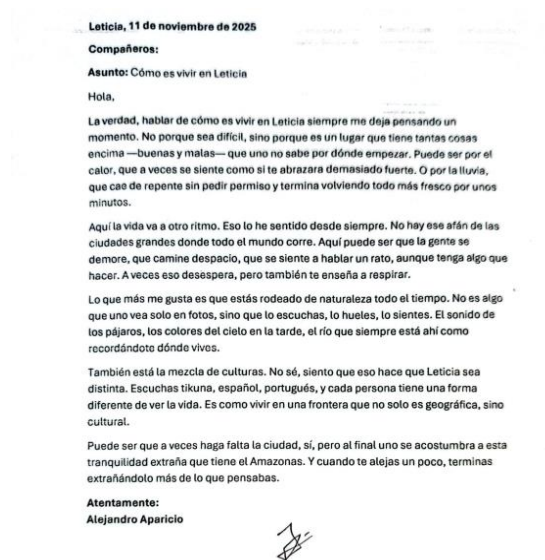 Leticia, 11 de noviembre de 2025
Compañeros:
Asunto: Cómo es vivir en Leticia
Hola,
La verdad, hablar de cómo es vivir en Leticia siempre me deja pensando un
momento. No porque sea difícil, sino porque es un lugar que tiene tantas cosas
encima —buenas y malas— que uno no sabe por dónde empezar. Puede ser por el
calor, que a veces se siente como si te abrazara demasiado fuerte. O por la lluvia,
que cae de repente sin pedir permiso y termina volviendo todo más fresco por unos
minutos.
Aquí la vida va a otro ritmo. Eso lo he sentido desde siempre. No hay ese afán de las
ciudades grandes donde todo el mundo corre. Aquí puede ser que la gente se
demore, que camine despacio, que se siente a hablar un rato, aunque tenga algo que
hacer. A veces eso desespera, pero también te enseña a respirar.
Lo que más me gusta es que estás rodeado de naturaleza todo el tiempo. No es algo
que uno vea solo en fotos, sino que lo escuchas, lo hueles, lo sientes. El sonido de
los pájaros, los colores del cielo en la tarde, el río que siempre está ahí como
recordándote dónde vives.
También está la mezcla de culturas. No sé, siento que eso hace que Leticia sea
distinta. Escuchas tikuna, español, portugués, y cada persona tiene una forma
diferente de ver la vida. Es como vivir en una frontera que no solo es geográfica, sino
cultural.
Puede ser que a veces haga falta la ciudad, sí, pero al final uno se acostumbra a esta
tranquilidad extraña que tiene el Amazonas. Y cuando te alejas un poco, terminas
extrañándolo más de lo que pensabas.
Atentamente:
Alejandro Aparicio